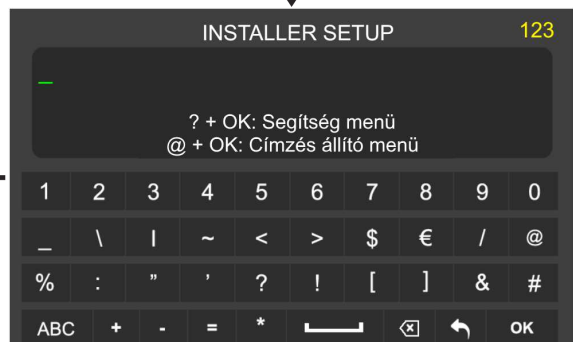 INSTALLER SETUP 123
_
? + OK: Segítség menü
@ + OK: Címzés állító menü
1 2 3 4 5 6 7 8 9 0
_ \ | ~ < > $ € / @
% : " ' ? ! [ ] & #
ABC + - = * OK